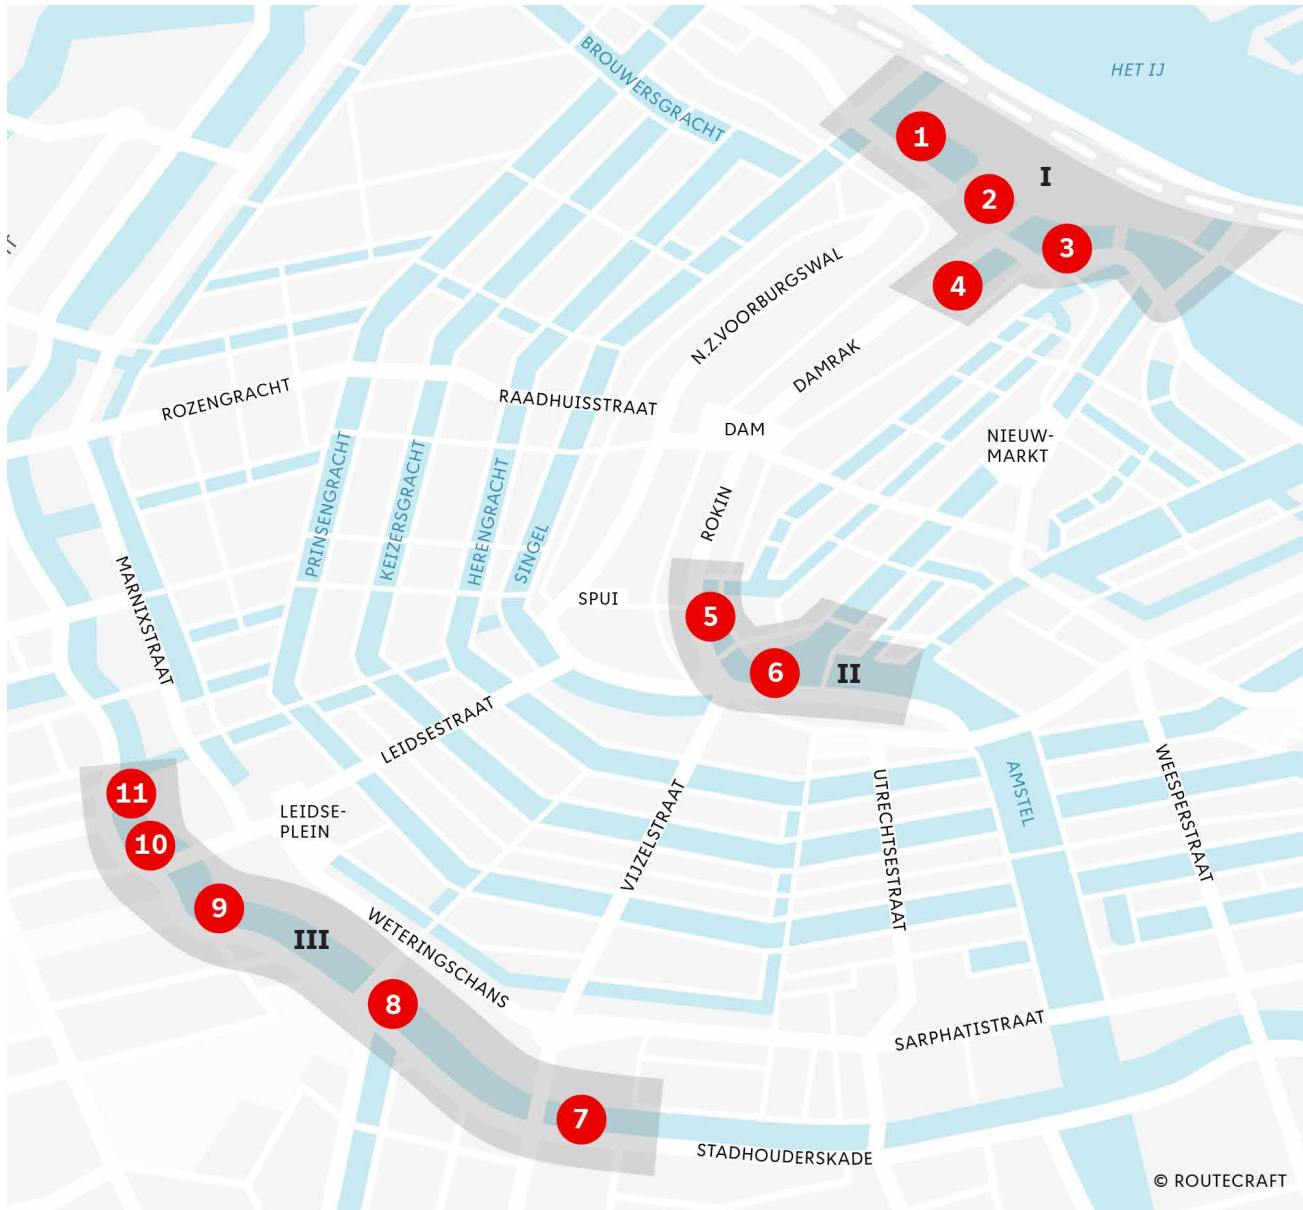 HET IJ
BROUWERSGRACHT
1
I
2
3
4
N.Z.VOORBURGSWAL
DAMRAK
ROZENGRACHT
RAADHUISSTRAAT
DAM
NIEUW-
MARKT
PRINSENGRACHT
KEIZERSGRACHT
HERENGRACHT
SINGEL
ROKIN
MARNIXSTRAAT
SPUI
5
6
II
LEIDSESTRAAT
11
LEIDSE-
PLEIN
10
VIJZELSTRAAT
UTRECHTSESTRAAT
AMSTEL
WEESPERSTRAAT
9
III
WETERINGSCHANS
8
SARPHATISTRAAT
7
STADHOUDERSKADE
© ROUTECRAFT